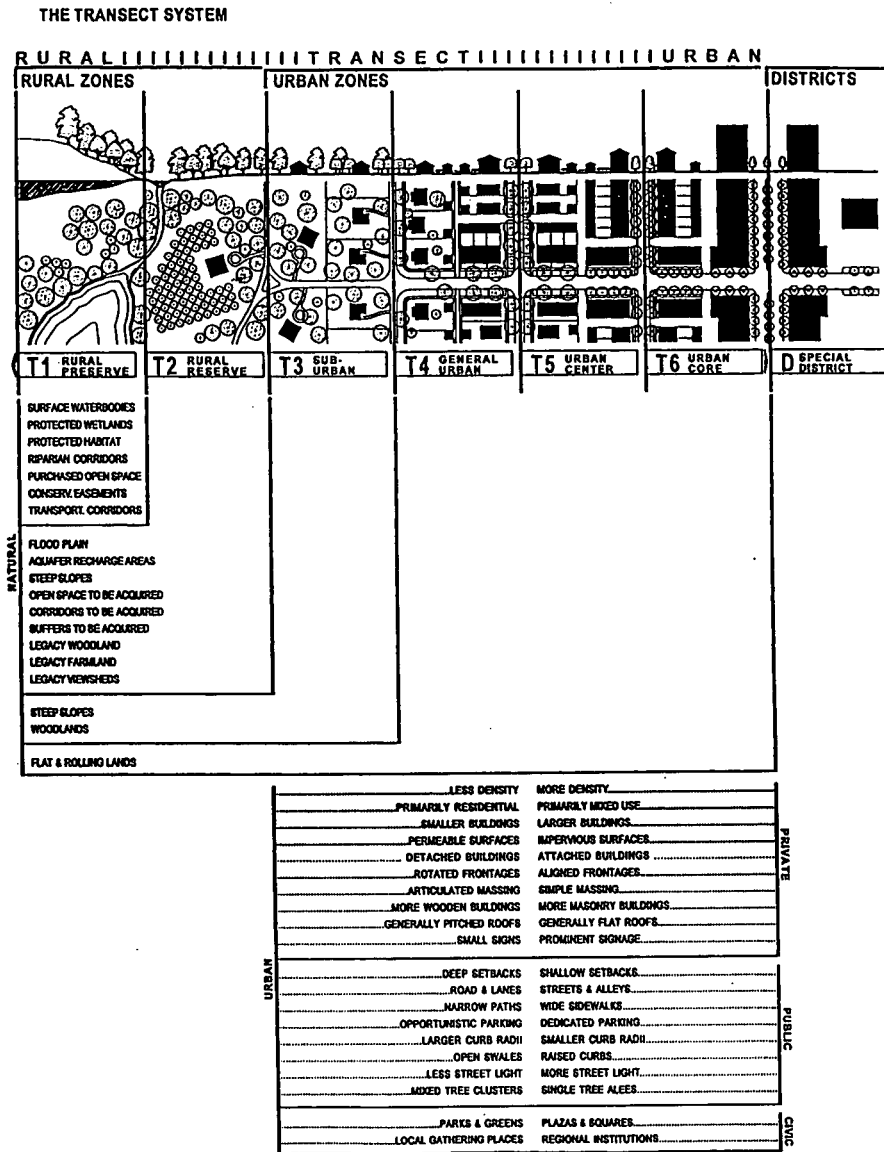 THE TRANSECT SYSTEM
RURAL IIIIIIIIIIIIII TRANSECT IIIIIIIIIIIIII URBAN
RURAL ZONES
URBAN ZONES
DISTRICTS
T1 RURAL PRESERVE
T2 RURAL RESERVE
T3 SUB-URBAN
T4 GENERAL URBAN
T5 URBAN CENTER
T6 URBAN CORE
D SPECIAL DISTRICT
NATURAL
SURFACE WATERBODIES
PROTECTED WETLANDS
PROTECTED HABITAT
RIPARIAN CORRIDORS
PURCHASED OPEN SPACE
CONSERV. EASEMENTS
TRANSPORT. CORRIDORS
FLOOD PLAIN
AQUAFER RECHARGE AREAS
STEEP SLOPES
OPEN SPACE TO BE ACQUIRED
CORRIDORS TO BE ACQUIRED
BUFFERS TO BE ACQUIRED
LEGACY WOODLAND
LEGACY FARMLAND
LEGACY VIEWSHEDS
STEEP SLOPES
WOODLANDS
FLAT & ROLLING LANDS
URBAN
PRIVATE
LESS DENSITY MORE DENSITY
PRIMARILY RESIDENTIAL PRIMARILY MIXED USE
SMALLER BUILDINGS LARGER BUILDINGS
PERMEABLE SURFACES IMPERVIOUS SURFACES
DETACHED BUILDINGS ATTACHED BUILDINGS
ROTATED FRONTAGES ALIGNED FRONTAGES
ARTICULATED MASSING SIMPLE MASSING
MORE WOODEN BUILDINGS MORE MASONRY BUILDINGS
GENERALLY PITCHED ROOFS GENERALLY FLAT ROOFS
SMALL SIGNS PROMINENT SIGNAGE
PUBLIC
DEEP SETBACKS SHALLOW SETBACKS
ROAD & LANES STREETS & ALLEYS
NARROW PATHS WIDE SIDEWALKS
OPPORTUNISTIC PARKING DEDICATED PARKING
LARGER CURB RADII SMALLER CURB RADII
OPEN SWALES RAISED CURBS
LESS STREET LIGHT MORE STREET LIGHT
MIXED TREE CLUSTERS SINGLE TREE ALEES
CIVIC
PARKS & GREENS PLAZAS & SQUARES
LOCAL GATHERING PLACES REGIONAL INSTITUTIONS